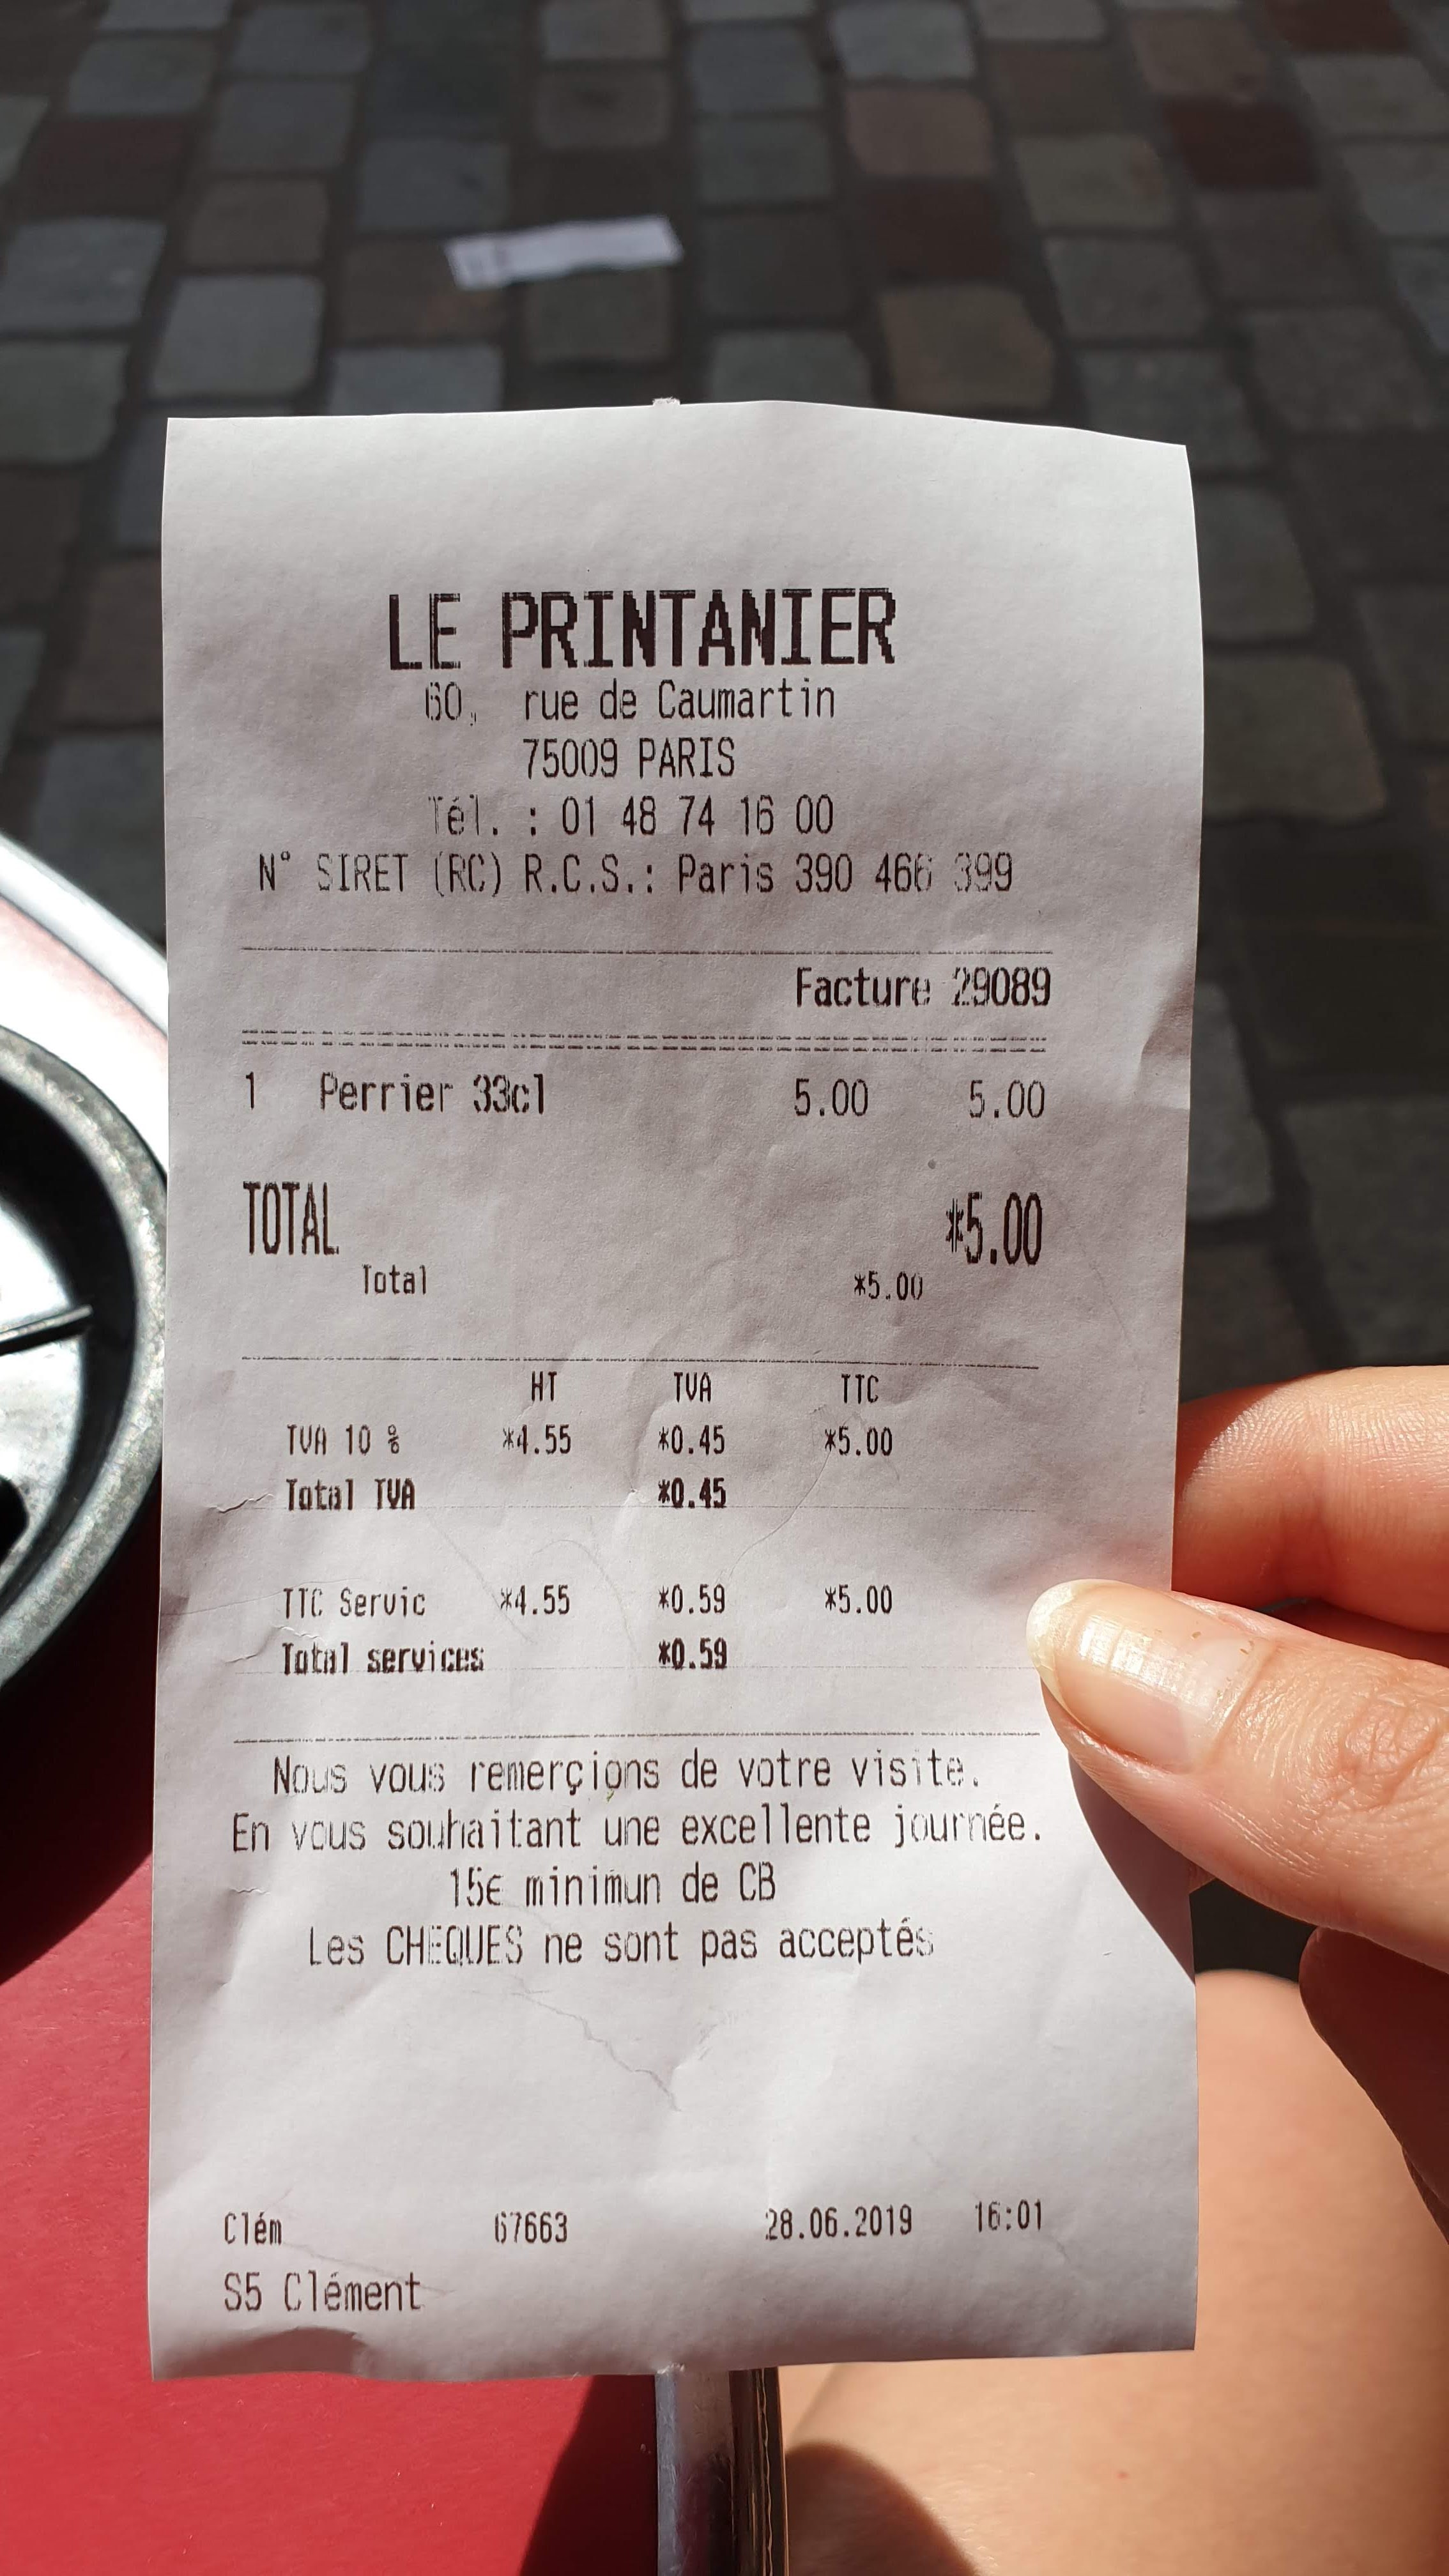 LE PRINTANIER
60, rue de Caumartin
75009 PARIS
Tél. : 01 48 74 16 00
N° SIRET (RC) R.C.S.: Paris 390 466 399
Facture 29089
1 Perrier 33cl 5.00 5.00
TOTAL *5.00
Total *5.00
HT TVA TTC
TVA 10 % *4.55 *0.45 *5.00
Total TVA *0.45
TTC Servic *4.55 *0.59 *5.00
Total services *0.59
Nous vous remerçions de votre visite.
En vous souhaitant une excellente journée.
15€ minimun de CB
Les CHEQUES ne sont pas acceptés
Clém 67663 28.06.2019 16:01
S5 Clément